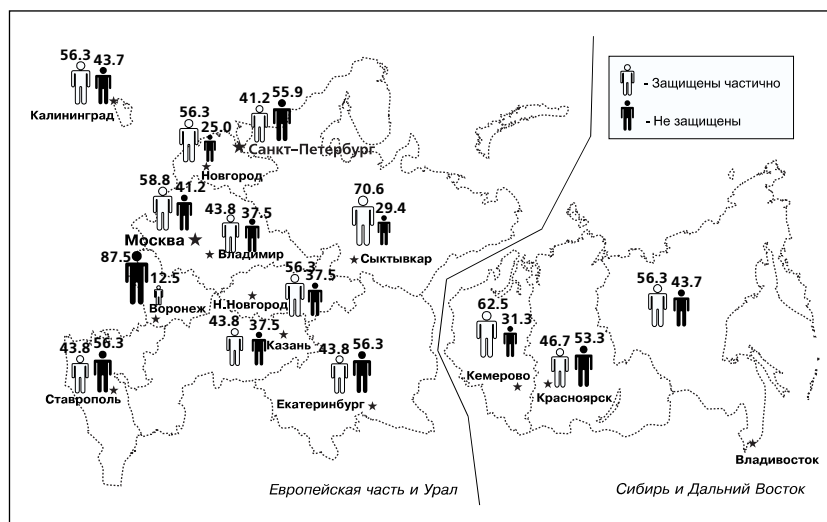 56.3 43.7
Калининград
56.3 25.0
Новгород
41.2 55.9
Санкт-Петербург
- Защищены частично
- Не защищены
58.8 41.2
Москва
43.8 37.5
Владимир
70.6 29.4
Сыктывкар
87.5 12.5
Воронеж
56.3 37.5
Н.Новгород
43.8 37.5
Казань
43.8 56.3
Ставрополь
43.8 56.3
Екатеринбург
62.5 31.3
Кемерово
46.7 53.3
Красноярск
56.3 43.7
Владивосток
Европейская часть и Урал
Сибирь и Дальний Восток